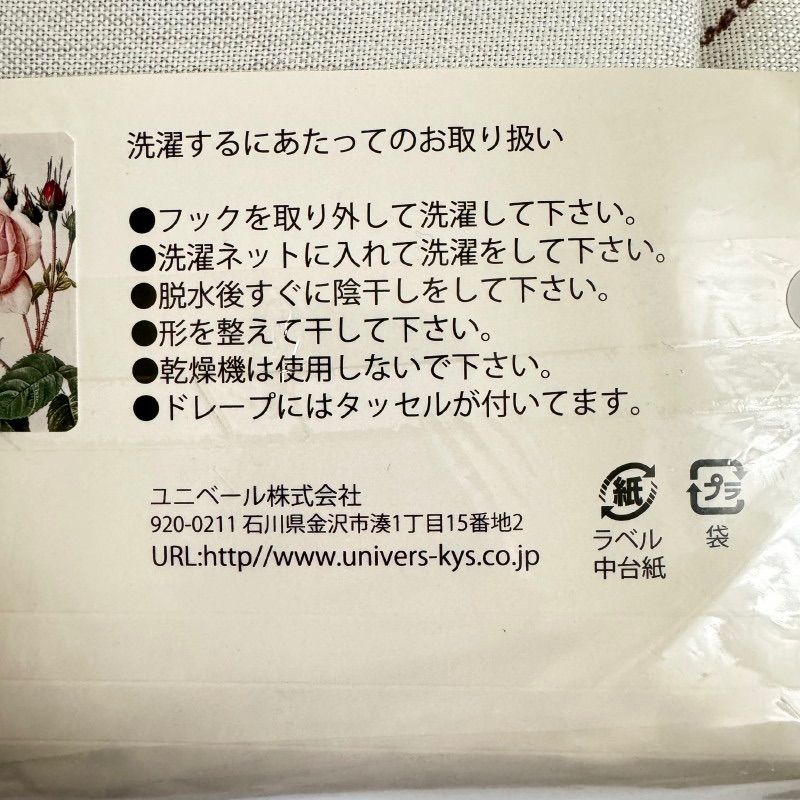 洗濯するにあたってのお取り扱い
●フックを取り外して洗濯して下さい。
●洗濯ネットに入れて洗濯をして下さい。
●脱水後すぐに陰干しをして下さい。
●形を整えて干して下さい。
●乾燥機は使用しないで下さい。
●ドレープにはタッセルが付いてます。
ユニベール株式会社
920-0211 石川県金沢市湊1丁目15番地2
URL:http//www.univers-kys.co.jp
紙
ラベル
中台紙
プラ
袋